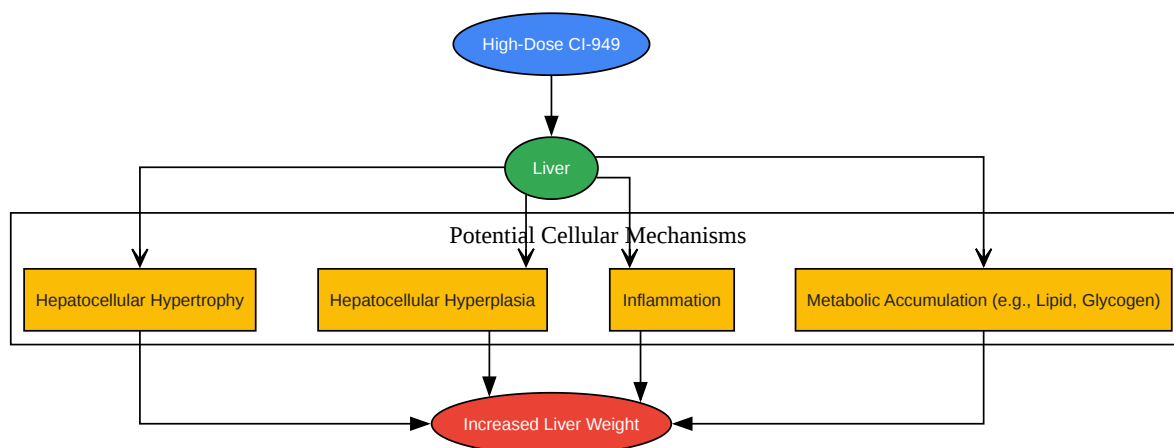 High-Dose CI-949
Liver
Potential Cellular Mechanisms
Hepatocellular Hypertrophy
Hepatocellular Hyperplasia
Inflammation
Metabolic Accumulation (e.g., Lipid, Glycogen)
Increased Liver Weight